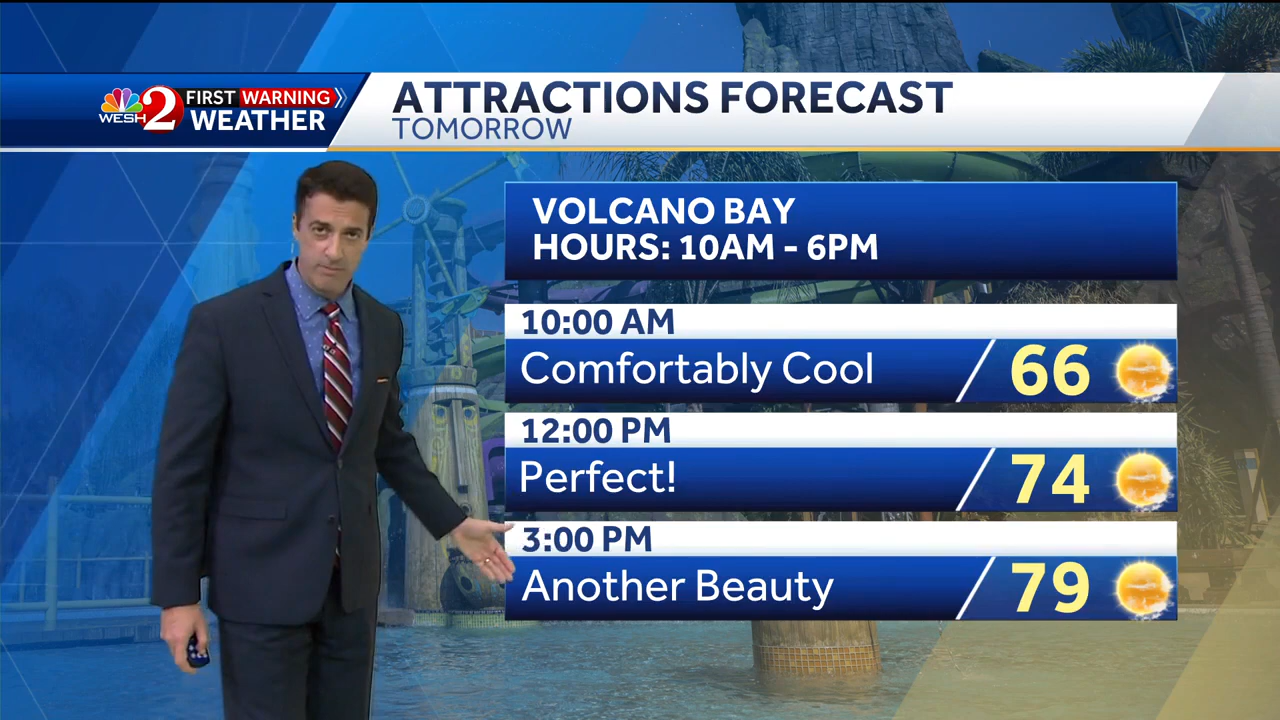 WESH 2 FIRST WARNING
WEATHER
ATTRACTIONS FORECAST
TOMORROW
VOLCANO BAY
HOURS: 10AM - 6PM
10:00 AM
Comfortably Cool 66
12:00 PM
Perfect! 74
3:00 PM
Another Beauty 79